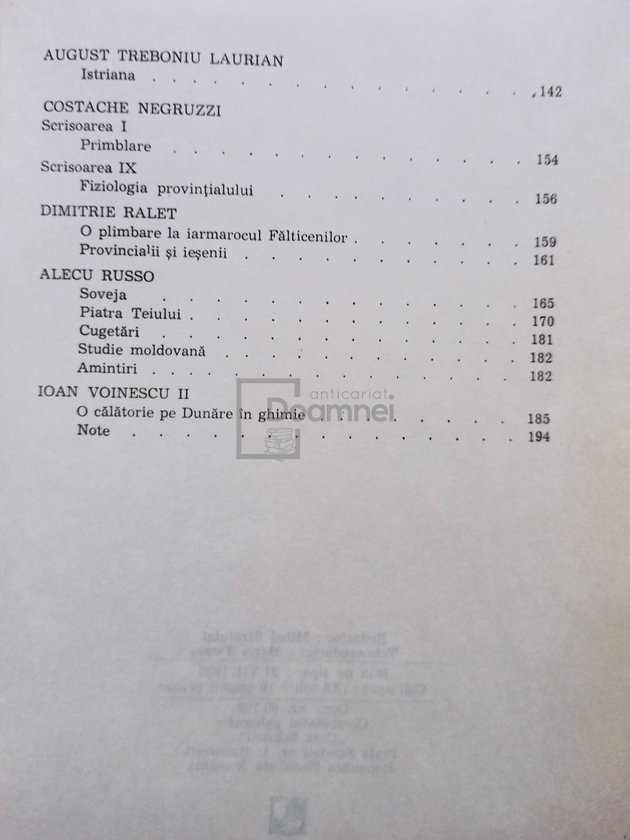 AUGUST TREBONIU LAURIAN
Istriana . . . . . . . . . . . . . 142
COSTACHE NEGRUZZI
Scrisoarea I
Primblare . . . . . . . . . . . . . 154
Scrisoarea IX
Fiziologia provinţialului . . . . . . . . . 156
DIMITRIE RALET
O plimbare la iarmarocul Fălticenilor . . . . . . . 159
Provincialii şi ieşenii . . . . . . . . . . . 161
ALECU RUSSO
Soveja . . . . . . . . . . . . . . 165
Piatra Teiului . . . . . . . . . . . . . 170
Cugetări . . . . . . . . . . . . . . 181
Studie moldovană . . . . . . . . . . . . 182
Amintiri . . . . . . . . . . . . . . 182
IOAN VOINESCU II
anticariat
Doamnei
O călătorie pe Dunăre în ghimie . . . . . . . . 185
Note . . . . . . . . . . . . . . . 194